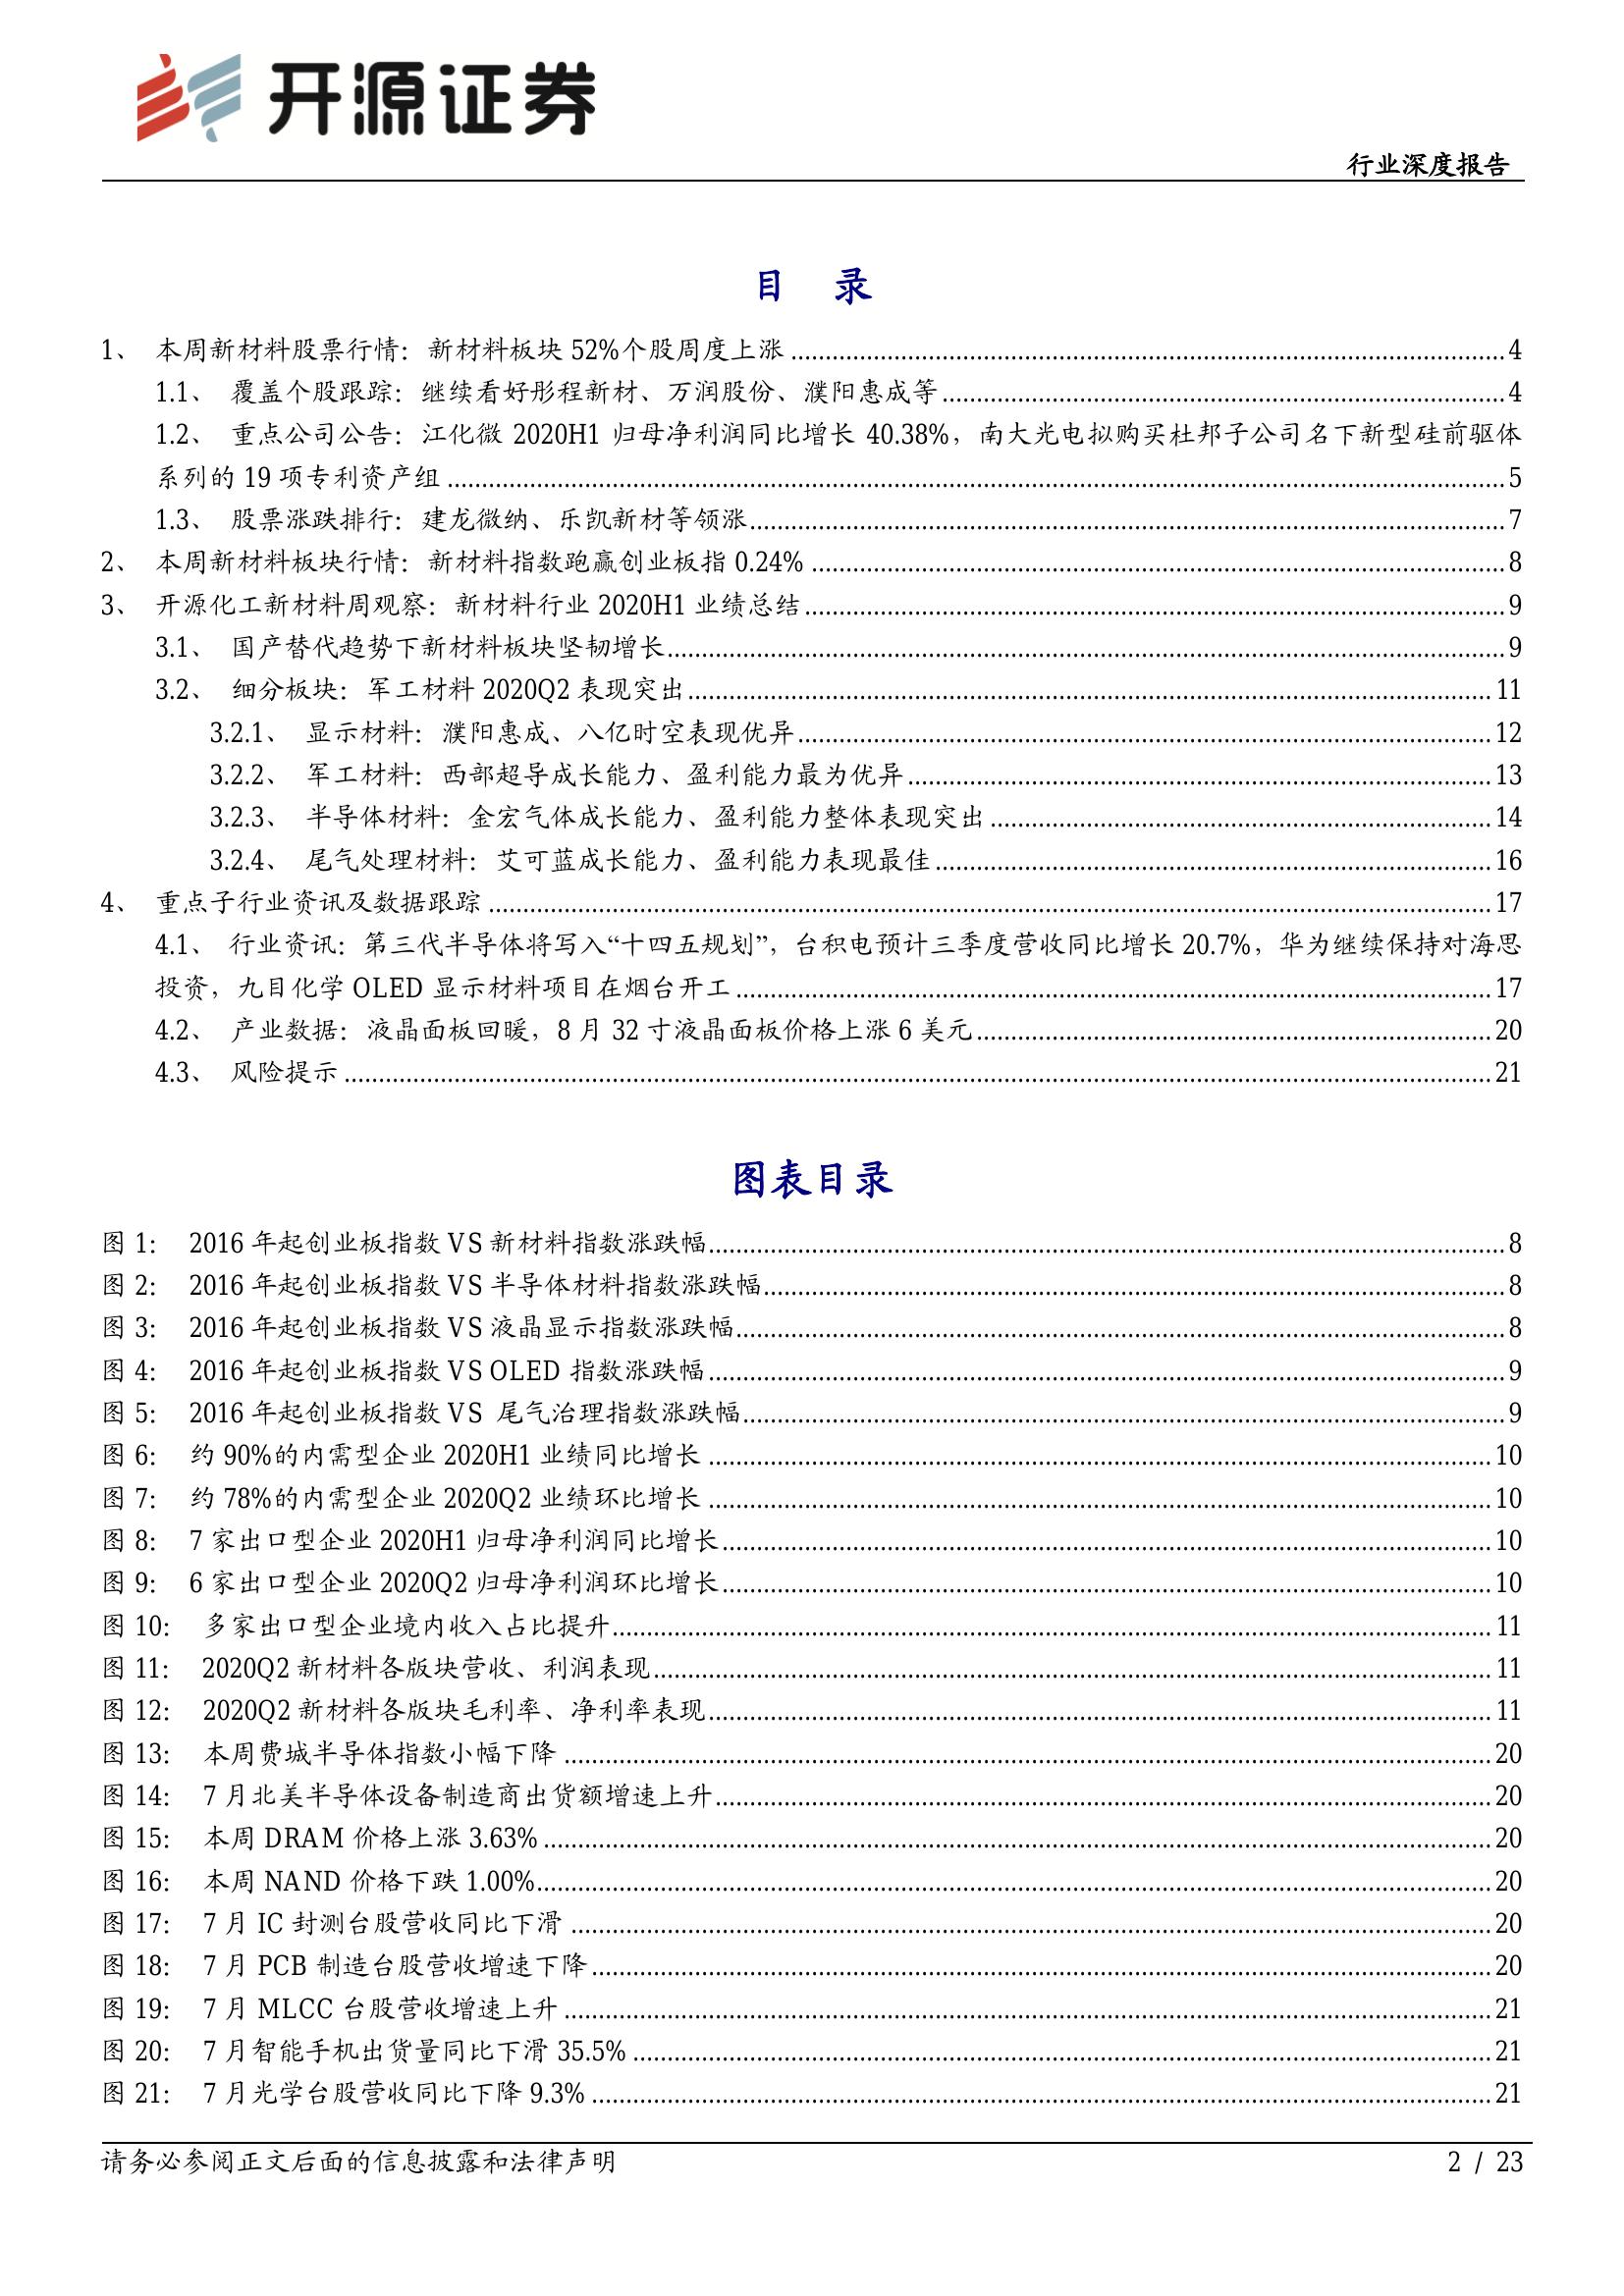 开源证券
行业深度报告
目 录
1、 本周新材料股票行情：新材料板块 52%个股周度上涨 4
1.1、 覆盖个股跟踪：继续看好彤程新材、万润股份、濮阳惠成等 4
1.2、 重点公司公告：江化微 2020H1 归母净利润同比增长 40.38%，南大光电拟购买杜邦子公司名下新型硅前驱体
系列的 19 项专利资产组 5
1.3、 股票涨跌排行：建龙微纳、乐凯新材等领涨 7
2、 本周新材料板块行情：新材料指数跑赢创业板指 0.24% 8
3、 开源化工新材料周观察：新材料行业 2020H1 业绩总结 9
3.1、 国产替代趋势下新材料板块坚韧增长 9
3.2、 细分板块：军工材料 2020Q2 表现突出 11
3.2.1、 显示材料：濮阳惠成、八亿时空表现优异 12
3.2.2、 军工材料：西部超导成长能力、盈利能力最为优异 13
3.2.3、 半导体材料：金宏气体成长能力、盈利能力整体表现突出 14
3.2.4、 尾气处理材料：艾可蓝成长能力、盈利能力表现最佳 16
4、 重点子行业资讯及数据跟踪 17
4.1、 行业资讯：第三代半导体将写入“十四五规划”，台积电预计三季度营收同比增长 20.7%，华为继续保持对海思
投资，九目化学 OLED 显示材料项目在烟台开工 17
4.2、 产业数据：液晶面板回暖，8 月 32 寸液晶面板价格上涨 6 美元 20
4.3、 风险提示 21
图表目录
图 1： 2016 年起创业板指数 VS 新材料指数涨跌幅 8
图 2： 2016 年起创业板指数 VS 半导体材料指数涨跌幅 8
图 3： 2016 年起创业板指数 VS 液晶显示指数涨跌幅 8
图 4： 2016 年起创业板指数 VS OLED 指数涨跌幅 9
图 5： 2016 年起创业板指数 VS 尾气治理指数涨跌幅 9
图 6： 约 90%的内需型企业 2020H1 业绩同比增长 10
图 7： 约 78%的内需型企业 2020Q2 业绩环比增长 10
图 8： 7 家出口型企业 2020H1 归母净利润同比增长 10
图 9： 6 家出口型企业 2020Q2 归母净利润环比增长 10
图 10： 多家出口型企业境内收入占比提升 11
图 11： 2020Q2 新材料各版块营收、利润表现 11
图 12： 2020Q2 新材料各版块毛利率、净利率表现 11
图 13： 本周费城半导体指数小幅下降 20
图 14： 7 月北美半导体设备制造商出货额增速上升 20
图 15： 本周 DRAM 价格上涨 3.63% 20
图 16： 本周 NAND 价格下跌 1.00% 20
图 17： 7 月 IC 封测台股营收同比下滑 20
图 18： 7 月 PCB 制造台股营收增速下降 20
图 19： 7 月 MLCC 台股营收增速上升 21
图 20： 7 月智能手机出货量同比下滑 35.5% 21
图 21： 7 月光学台股营收同比下降 9.3% 21
请务必参阅正文后面的信息披露和法律声明 2 / 23